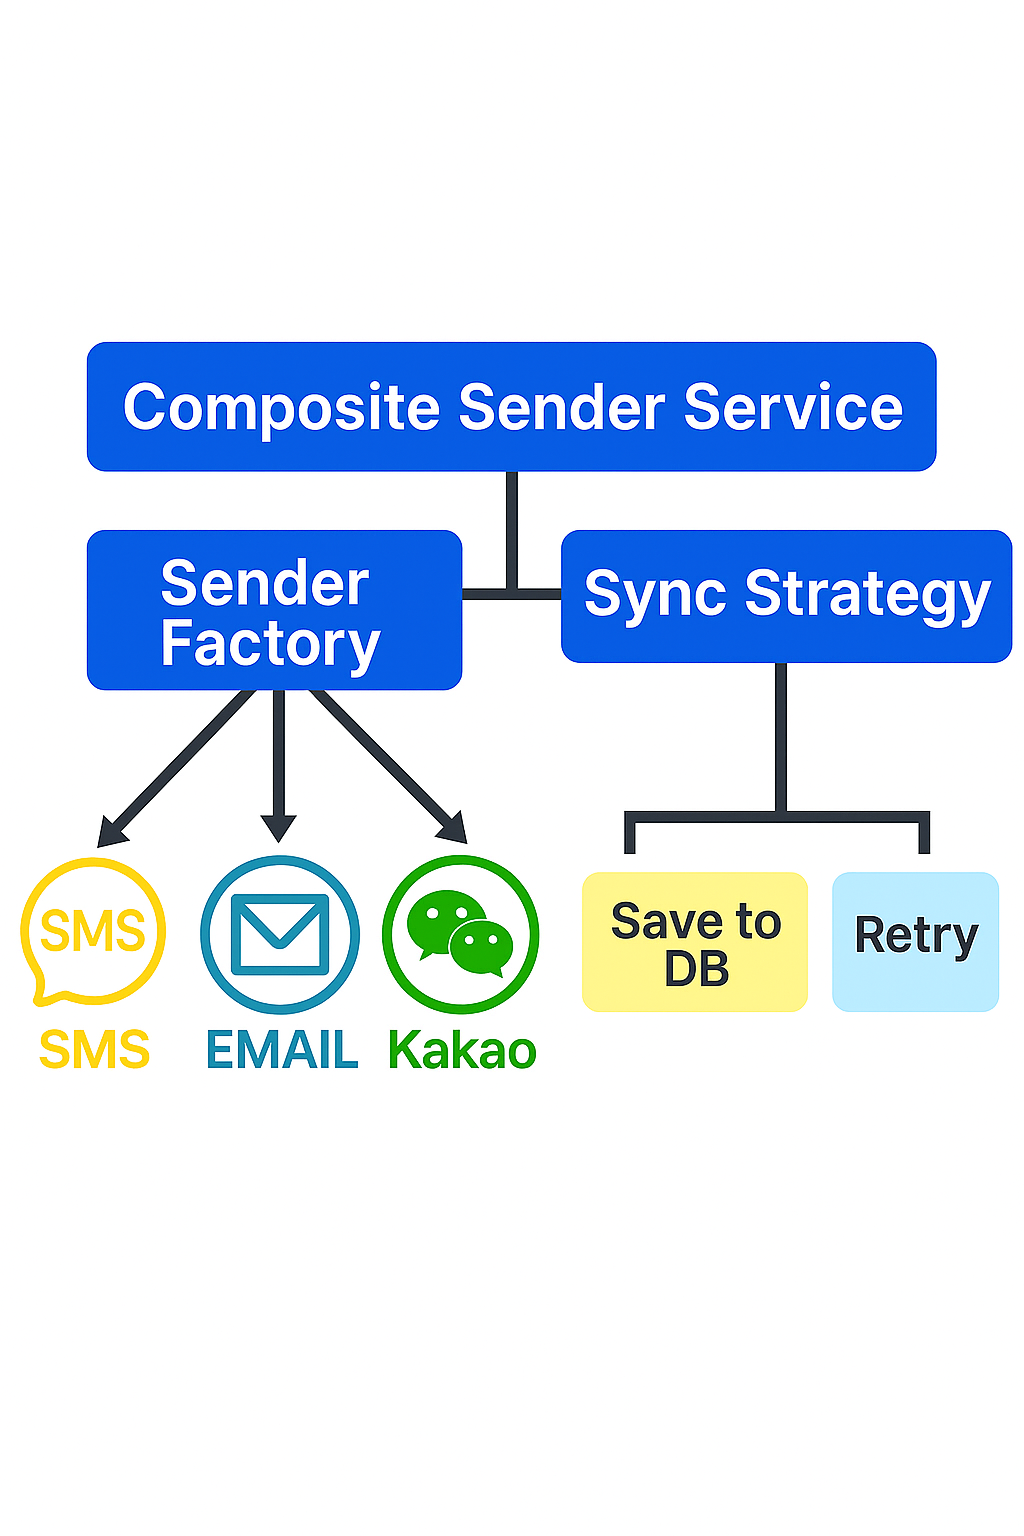 Composite Sender Service
Sender
Factory
Sync Strategy
SMS
SMS
EMAIL
Kakao
Save to
DB
Retry